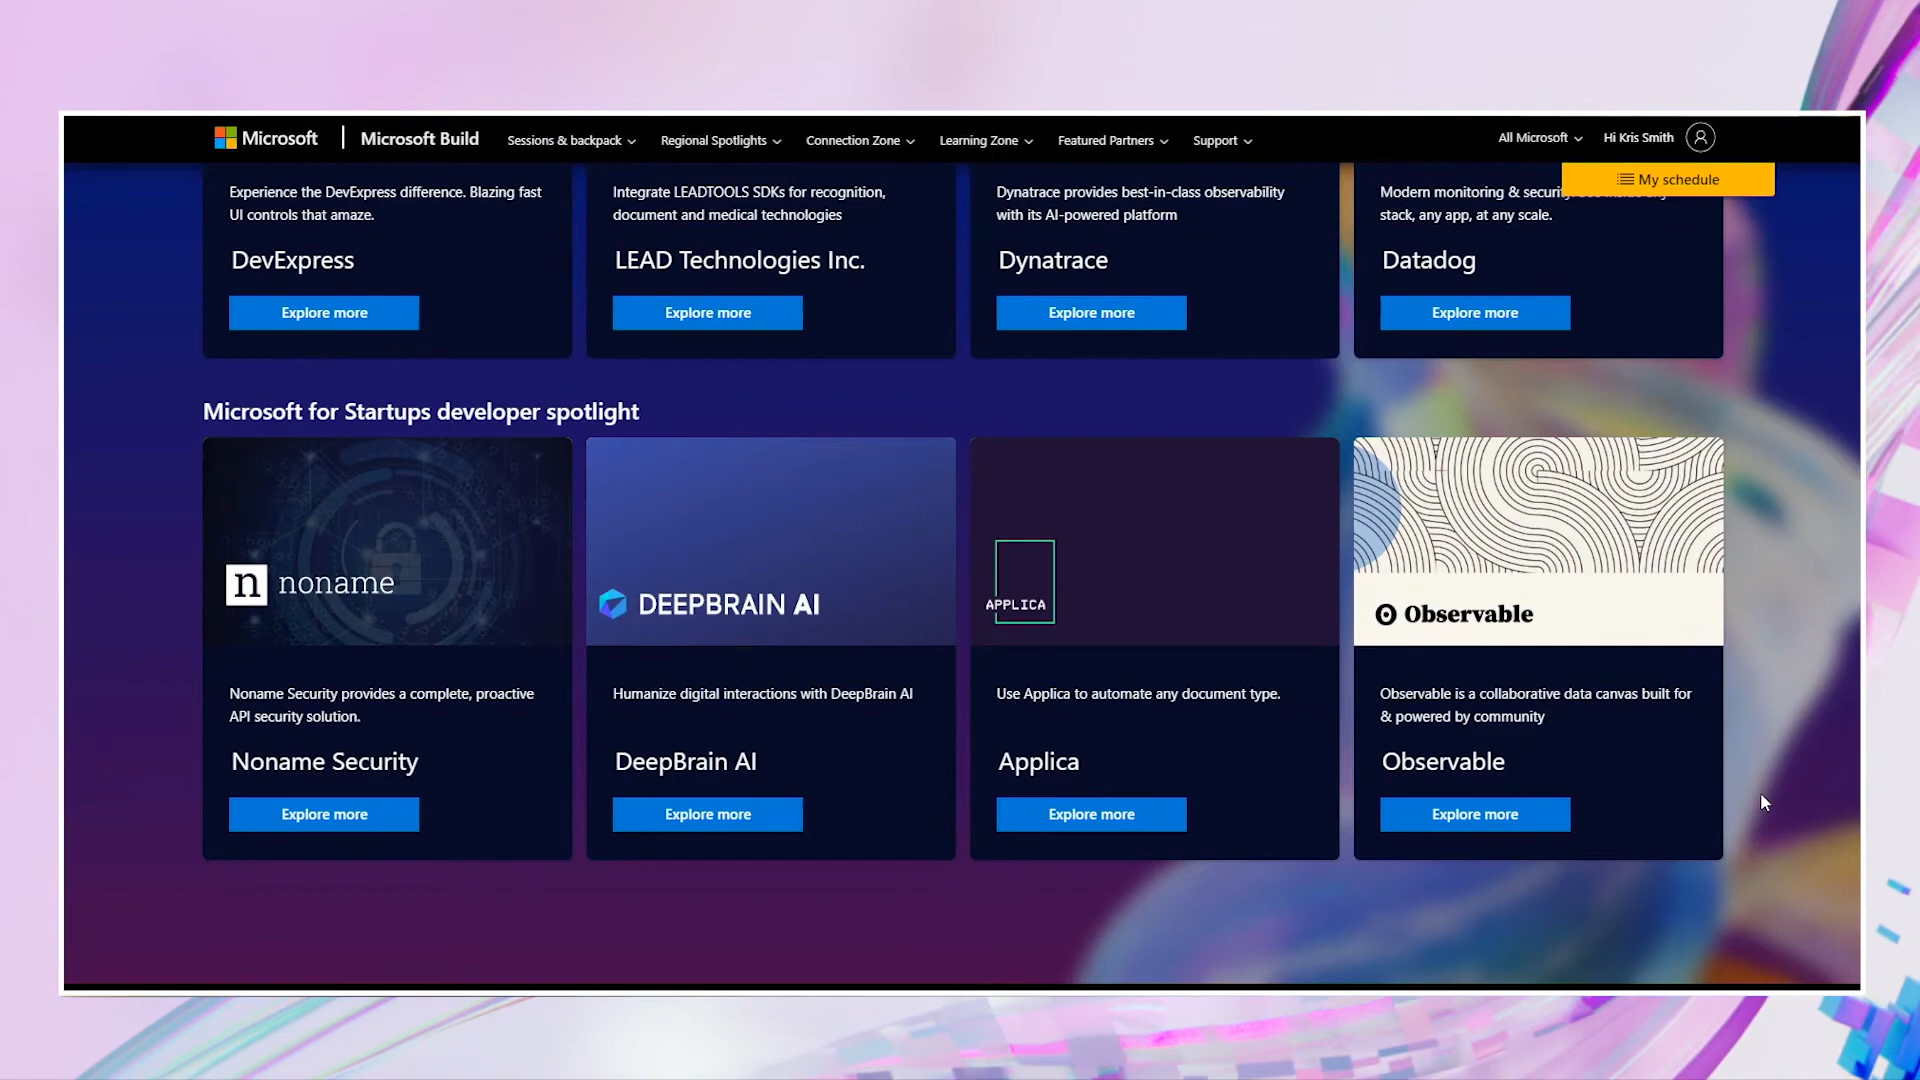 Microsoft | Microsoft Build Sessions & backpack Regional Spotlights Connection Zone Learning Zone Featured Partners Support All Microsoft Hi Kris Smith
My schedule
Experience the DevExpress difference. Blazing fast
UI controls that amaze.
DevExpress
Explore more
Integrate LEADTOOLS SDKs for recognition,
document and medical technologies
LEAD Technologies Inc.
Explore more
Dynatrace provides best-in-class observability
with its AI-powered platform
Dynatrace
Explore more
Modern monitoring & security.
stack, any app, at any scale.
Datadog
Explore more
Microsoft for Startups developer spotlight
n noname
Noname Security provides a complete, proactive
API security solution.
Noname Security
Explore more
DEEPBRAIN AI
Humanize digital interactions with DeepBrain AI
DeepBrain AI
Explore more
APPLICA
Use Applica to automate any document type.
Applica
Explore more
Observable
Observable is a collaborative data canvas built for
& powered by community
Observable
Explore more